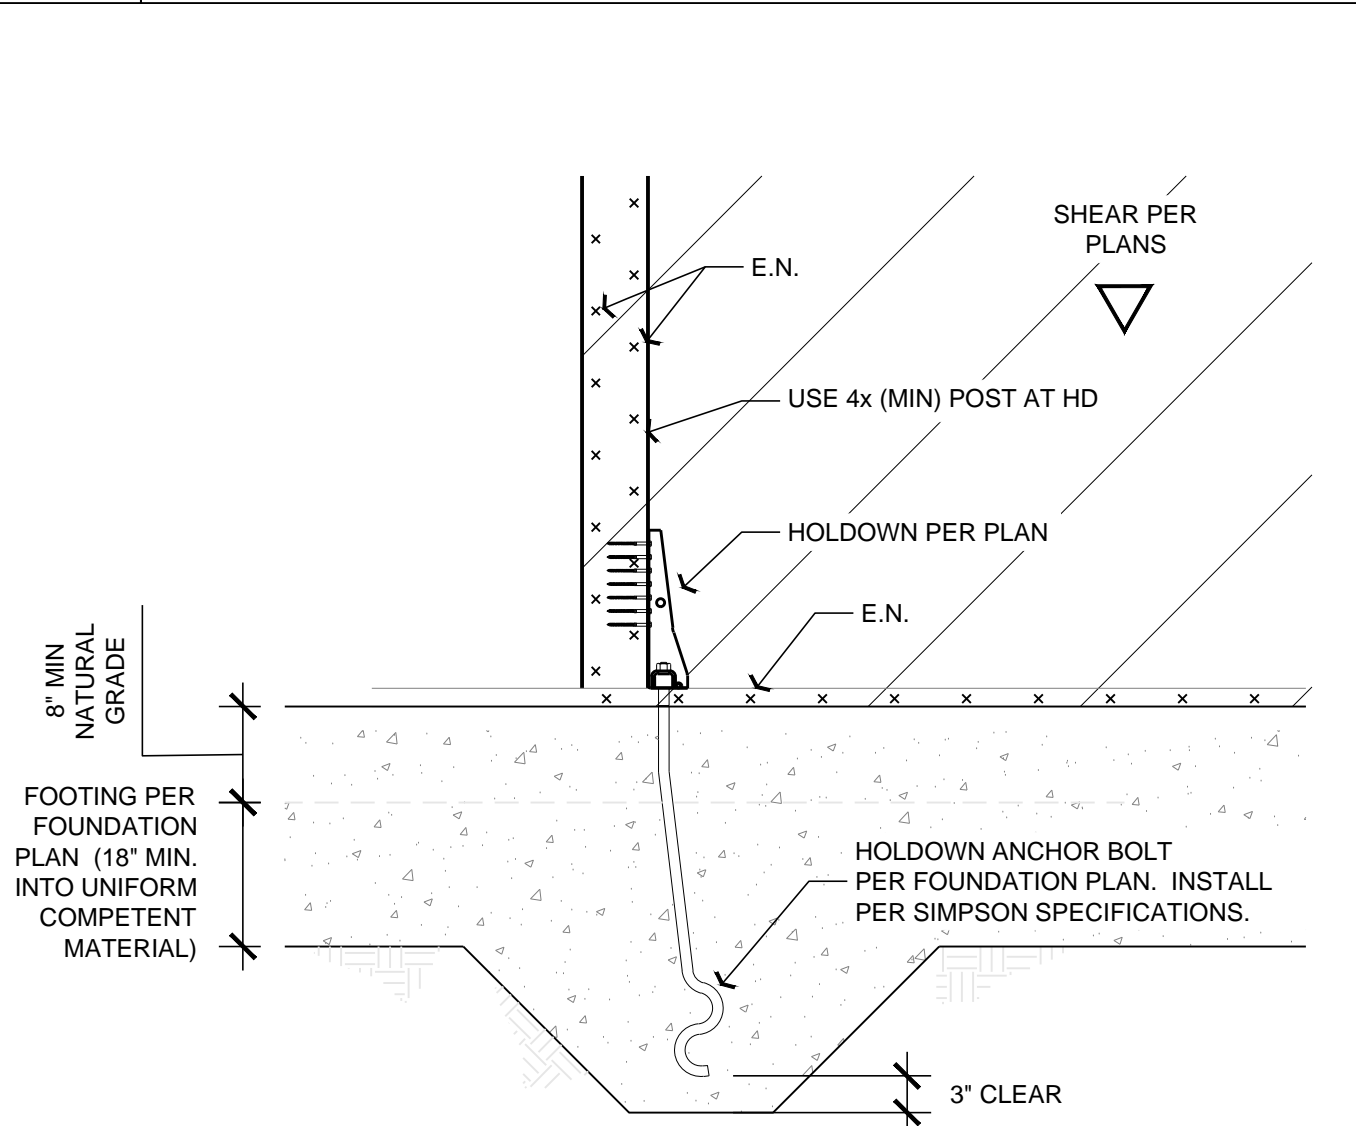 SHEAR PER
PLANS
E.N.
USE 4x (MIN) POST AT HD
HOLDOWN PER PLAN
E.N.
8" MIN
NATURAL
GRADE
FOOTING PER
FOUNDATION
PLAN (18" MIN.
INTO UNIFORM
COMPETENT
MATERIAL)
HOLDOWN ANCHOR BOLT
PER FOUNDATION PLAN. INSTALL
PER SIMPSON SPECIFICATIONS.
3" CLEAR